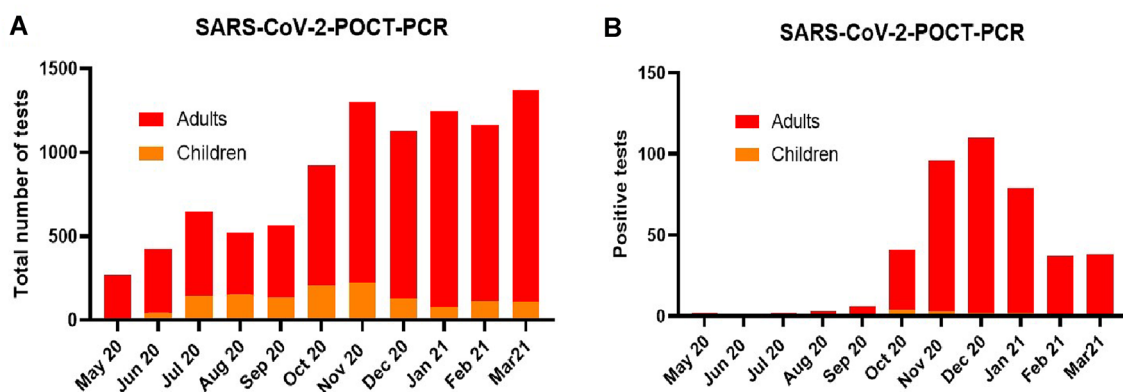 A
SARS-CoV-2-POCT-PCR
Total number of tests
1500
1000
500
0
Adults
Children
May 20
Jun 20
Jul 20
Aug 20
Sep 20
Oct 20
Nov 20
Dec 20
Jan 21
Feb 21
Mar21
B
SARS-CoV-2-POCT-PCR
Positive tests
150
100
50
0
Adults
Children
May 20
Jun 20
Jul 20
Aug 20
Sep 20
Oct 20
Nov 20
Dec 20
Jan 21
Feb 21
Mar21